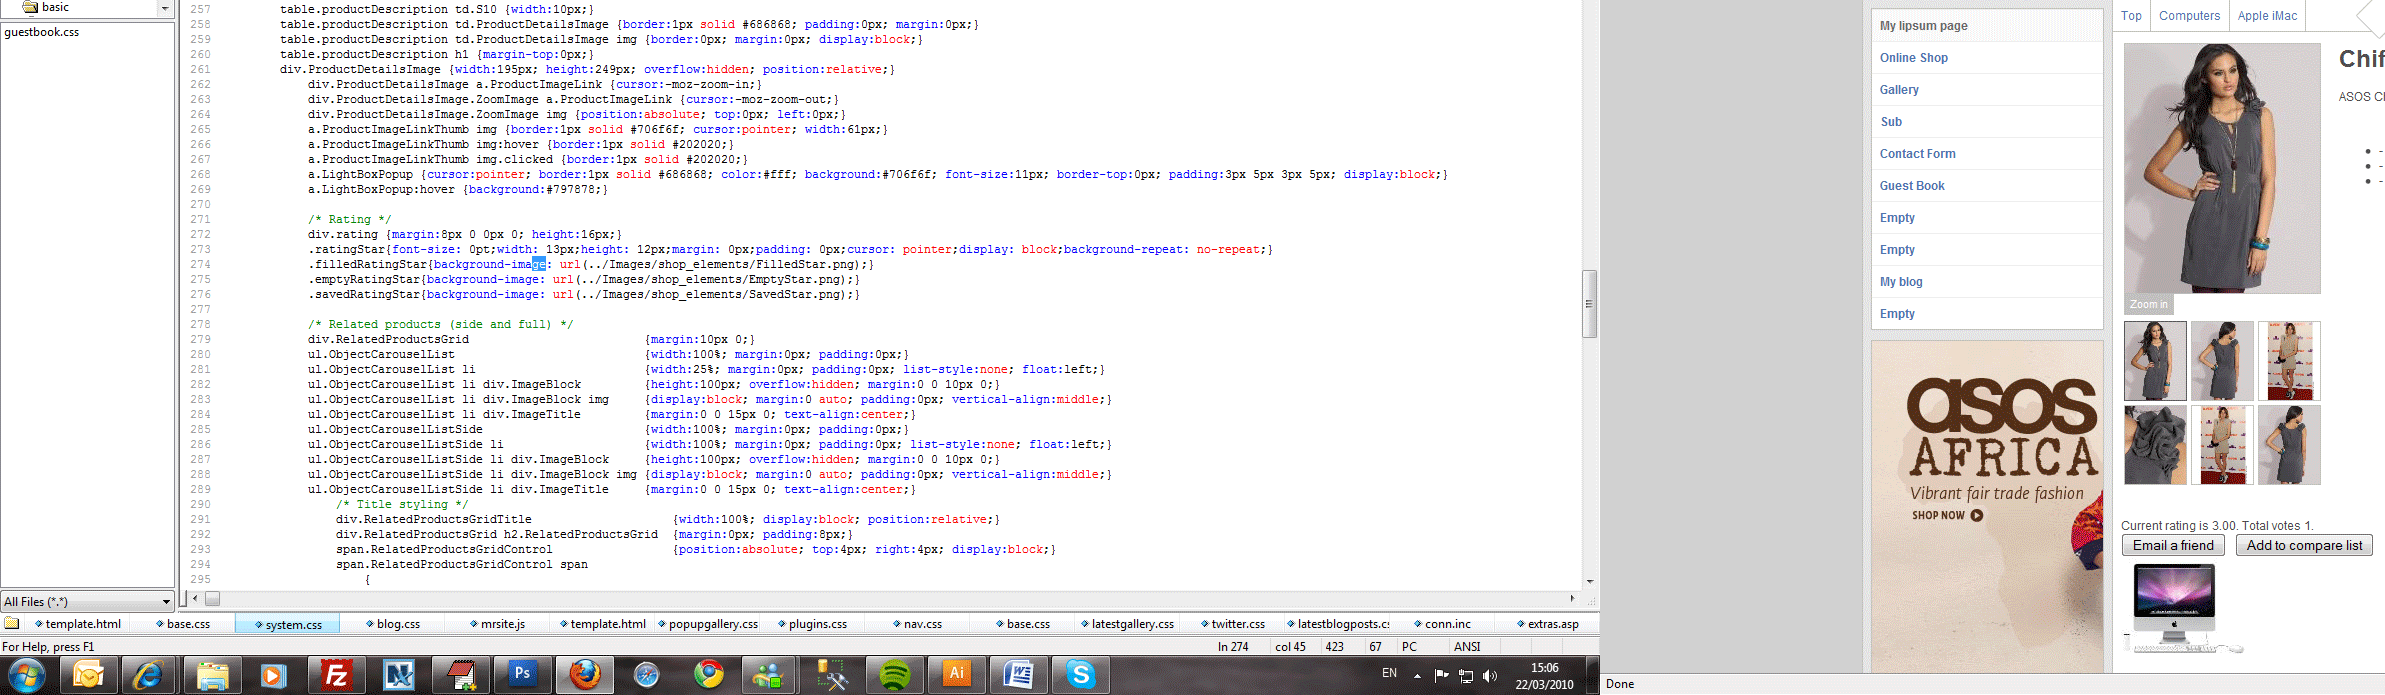 basic
guestbook.css
All Files (*.*)
257 table.productDescription td.S10 {width:10px;}
258 table.productDescription td.ProductDetailsImage {border:1px solid #686868; padding:0px; margin:0px;}
259 table.productDescription td.ProductDetailsImage img {border:0px; margin:0px; display:block;}
260 table.productDescription h1 {margin-top:0px;}
261 div.ProductDetailsImage {width:195px; height:249px; overflow:hidden; position:relative;}
262 div.ProductDetailsImage a.ProductImageLink {cursor:-moz-zoom-in;}
263 div.ProductDetailsImage.ZoomImage a.ProductImageLink {cursor:-moz-zoom-out;}
264 div.ProductDetailsImage.ZoomImage img {position:absolute; top:0px; left:0px;}
265 a.ProductImageLinkThumb img {border:1px solid #706f6f; cursor:pointer; width:61px;}
266 a.ProductImageLinkThumb img:hover {border:1px solid #202020;}
267 a.ProductImageLinkThumb img.clicked {border:1px solid #202020;}
268 a.LightBoxPopup {cursor:pointer; border:1px solid #686868; color:#fff; background:#706f6f; font-size:11px; border-top:0px; padding:3px 5px 3px 5px; display:block;}
269 a.LightBoxPopup:hover {background:#797878;}
270
271 /* Rating */
272 div.rating {margin:8px 0 0px 0; height:16px;}
273 .ratingStar{font-size: 0pt;width: 13px;height: 12px;margin: 0px;padding: 0px;cursor: pointer;display: block;background-repeat: no-repeat;}
274 .filledRatingStar{background-image: url(../Images/shop_elements/FilledStar.png);}
275 .emptyRatingStar{background-image: url(../Images/shop_elements/EmptyStar.png);}
276 .savedRatingStar{background-image: url(../Images/shop_elements/SavedStar.png);}
277
278 /* Related products (side and full) */
279 div.RelatedProductsGrid {margin:10px 0;}
280 ul.ObjectCarouselList {width:100%; margin:0px; padding:0px;}
281 ul.ObjectCarouselList li {width:25%; margin:0px; padding:0px; list-style:none; float:left;}
282 ul.ObjectCarouselList li div.ImageBlock {height:100px; overflow:hidden; margin:0 0 10px 0;}
283 ul.ObjectCarouselList li div.ImageBlock img {display:block; margin:0 auto; padding:0px; vertical-align:middle;}
284 ul.ObjectCarouselList li div.ImageTitle {margin:0 0 15px 0; text-align:center;}
285 ul.ObjectCarouselListSide {width:100%; margin:0px; padding:0px;}
286 ul.ObjectCarouselListSide li {width:100%; margin:0px; padding:0px; list-style:none; float:left;}
287 ul.ObjectCarouselListSide li div.ImageBlock {height:100px; overflow:hidden; margin:0 0 10px 0;}
288 ul.ObjectCarouselListSide li div.ImageBlock img {display:block; margin:0 auto; padding:0px; vertical-align:middle;}
289 ul.ObjectCarouselListSide li div.ImageTitle {margin:0 0 15px 0; text-align:center;}
290 /* Title styling */
291 div.RelatedProductsGridTitle {width:100%; display:block; position:relative;}
292 div.RelatedProductsGrid h2.RelatedProductsGrid {margin:0px; padding:8px;}
293 span.RelatedProductsGridControl {position:absolute; top:4px; right:4px; display:block;}
294 span.RelatedProductsGridControl span
295 {
template.html base.css system.css blog.css mrsite.js template.html popupgallery.css plugins.css nav.css base.css latestgallery.css twitter.css latestblogposts.cs conn.inc extras.asp
For Help, press F1 ln 274 col 45 423 67 PC ANSI
Fz Ps Ai W S EN 15:06
22/03/2010
My lipsum page
Online Shop
Gallery
Sub
Contact Form
Guest Book
Empty
Empty
My blog
Empty
asos
AFRICA
Vibrant fair trade fashion
SHOP NOW
Top Computers Apple iMac
Chif
ASOS Cl
-
-
-
Zoom in
Current rating is 3.00. Total votes 1.
Email a friend Add to compare list
Done